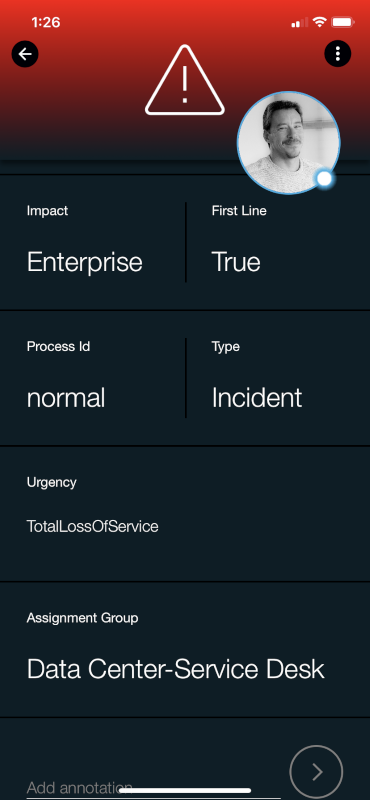 1:26
Impact
First Line
Enterprise
True
Process Id
Type
normal
Incident
Urgency
TotalLossOfService
Assignment Group
Data Center-Service Desk
Add annotation